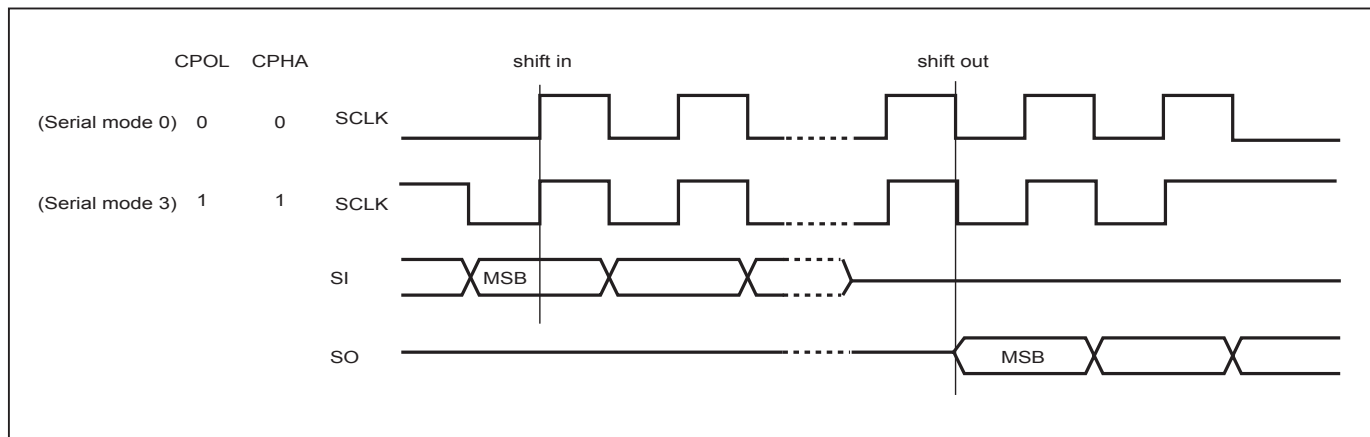 CPOL CPHA shift in shift out
(Serial mode 0) 0 0 SCLK
(Serial mode 3) 1 1 SCLK
SI MSB
SO MSB